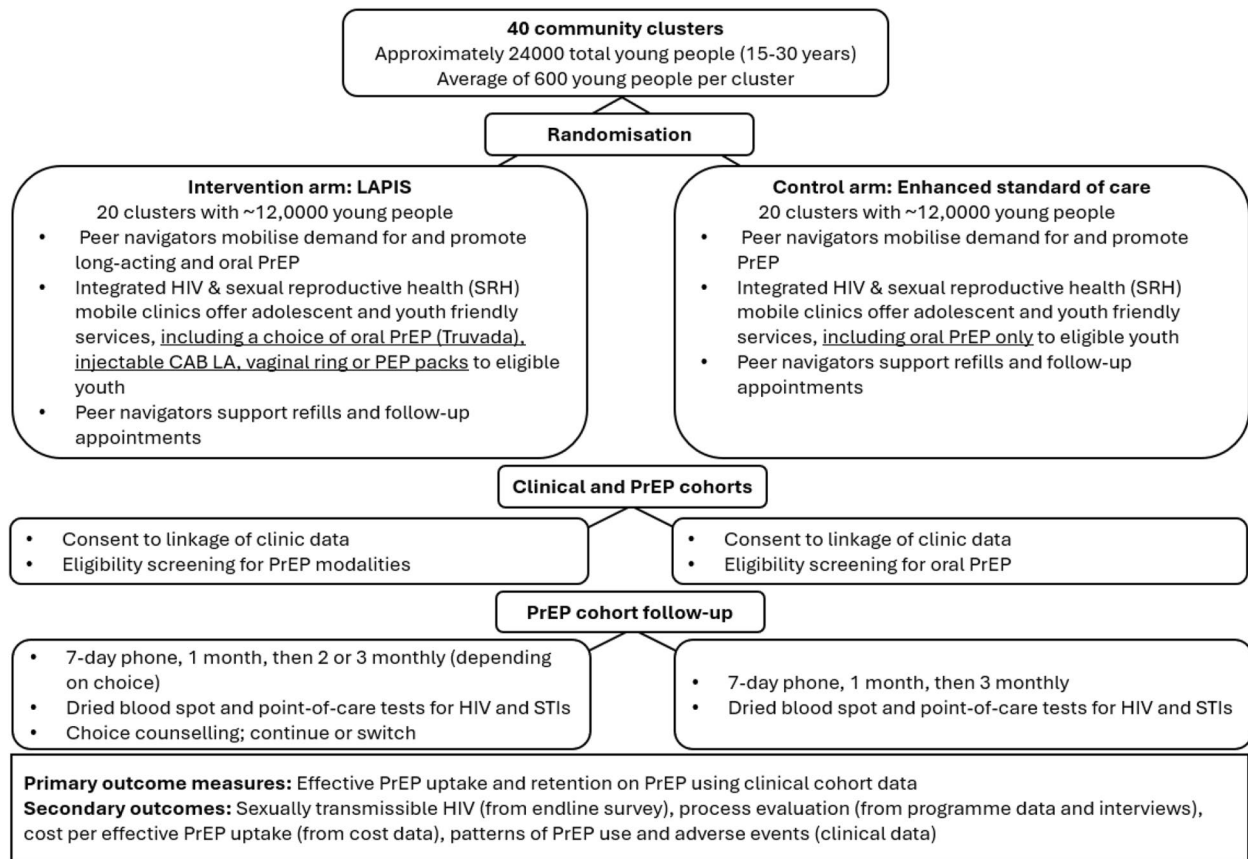 40 community clusters
Approximately 24000 total young people (15-30 years)
Average of 600 young people per cluster
Randomisation
Intervention arm: LAPIS
20 clusters with ~12,0000 young people
• Peer navigators mobilise demand for and promote
long-acting and oral PrEP
• Integrated HIV & sexual reproductive health (SRH)
mobile clinics offer adolescent and youth friendly
services, including a choice of oral PrEP (Truvada),
injectable CAB LA, vaginal ring or PEP packs to eligible
youth
• Peer navigators support refills and follow-up
appointments
Control arm: Enhanced standard of care
20 clusters with ~12,0000 young people
• Peer navigators mobilise demand for and promote
PrEP
• Integrated HIV & sexual reproductive health (SRH)
mobile clinics offer adolescent and youth friendly
services, including oral PrEP only to eligible youth
• Peer navigators support refills and follow-up
appointments
Clinical and PrEP cohorts
• Consent to linkage of clinic data
• Eligibility screening for PrEP modalities
• Consent to linkage of clinic data
• Eligibility screening for oral PrEP
PrEP cohort follow-up
• 7-day phone, 1 month, then 2 or 3 monthly (depending
on choice)
• Dried blood spot and point-of-care tests for HIV and STIs
• Choice counselling; continue or switch
• 7-day phone, 1 month, then 3 monthly
• Dried blood spot and point-of-care tests for HIV and STIs
Primary outcome measures: Effective PrEP uptake and retention on PrEP using clinical cohort data
Secondary outcomes: Sexually transmissible HIV (from endline survey), process evaluation (from programme data and interviews),
cost per effective PrEP uptake (from cost data), patterns of PrEP use and adverse events (clinical data)